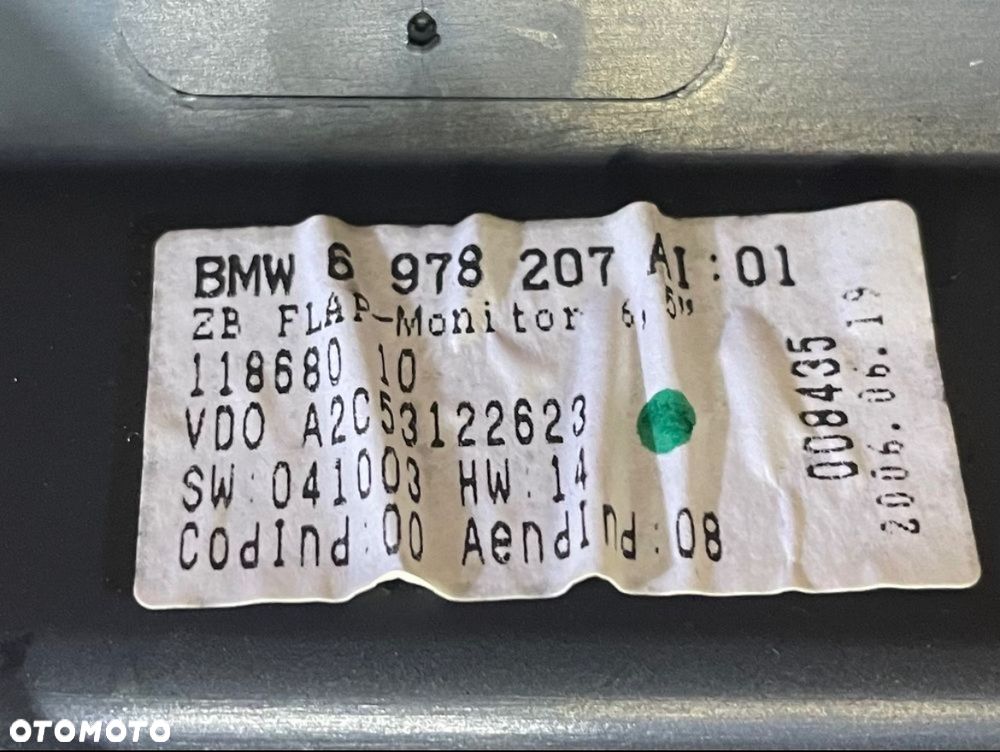 BMW 6 978 207 AI:01
ZB FLAP-Monitor 6,5"
118680 10
VDO A2C53122623
SW:041003 HW:14
CodInd:00 AendInd:08
008435
2006.06.19
OTOMOTO